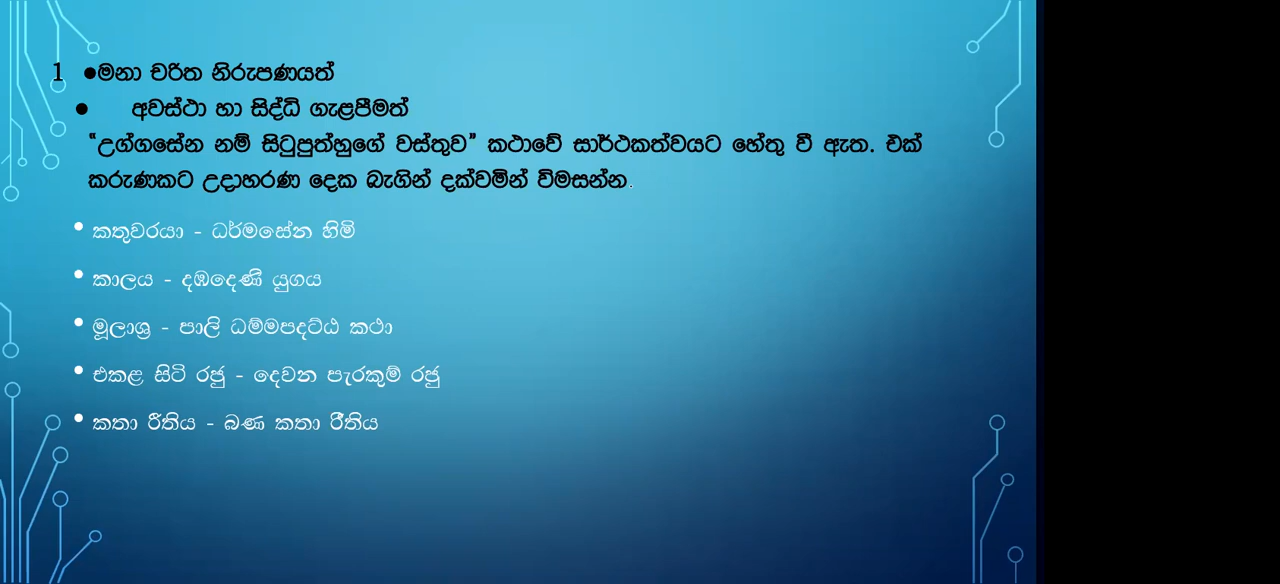 1 ●මනා චරිත නිරුපණයත්
● අවස්ථා හා සිද්ධි ගැළපීමත්
“උග්ගසේන නම් සිටුපුත්හුගේ වස්තුව” කථාවේ සාර්ථකත්වයට හේතු වී ඇත. එක්
කරුණකට උදාහරණ දෙක බැගින් දක්වමින් විමසන්න.
• කතුවරයා - ධර්මසේන හිමි
• කාලය - දඹදෙණි යුගය
• මූලාශ්‍ර - පාලි ධම්මපදට්ඨ කථා
• එකළ සිටි රජු - දෙවන පැරකුම් රජු
• කතා රීතිය - බණ කතා රීතිය